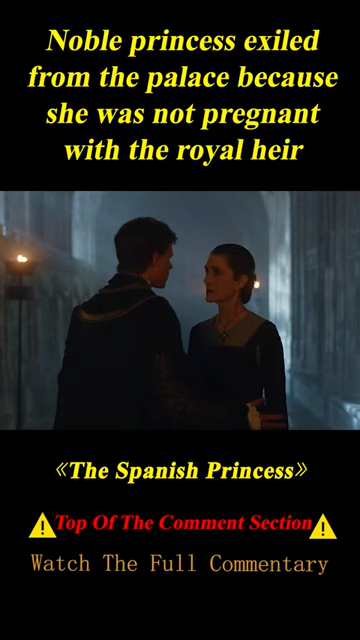 Noble princess exiled
from the palace because
she was not pregnant
with the royal heir
《The Spanish Princess》
Top Of The Comment Section
Watch The Full Commentary